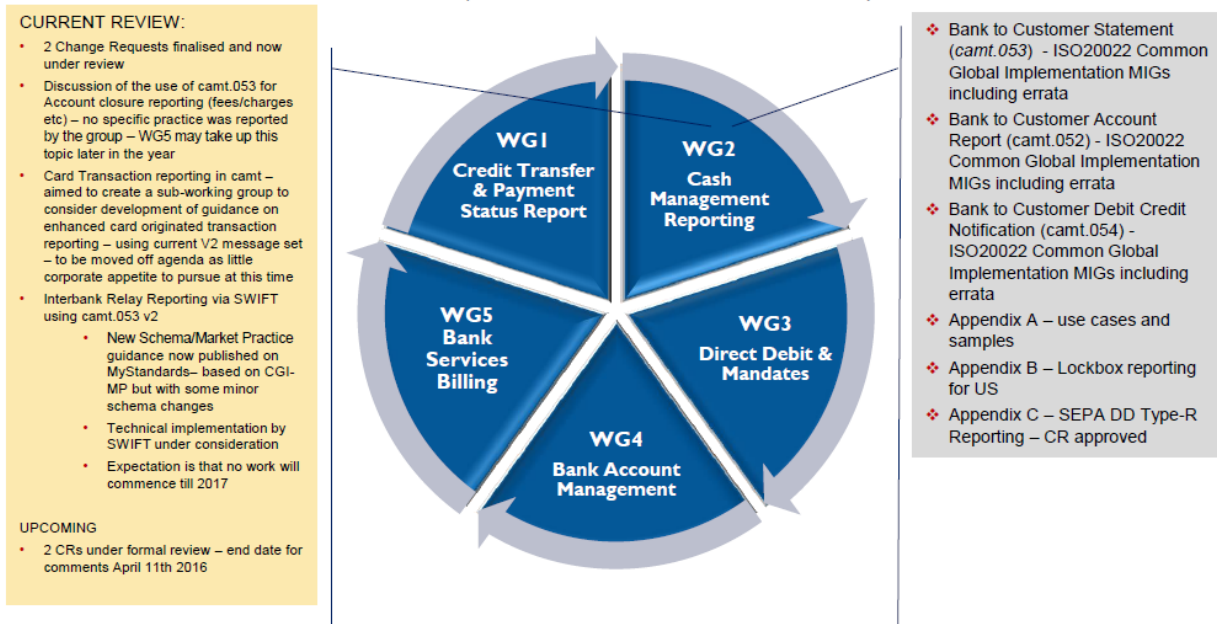 CURRENT REVIEW:
• 2 Change Requests finalised and now
under review
• Discussion of the use of camt.053 for
Account closure reporting (fees/charges
etc) – no specific practice was reported
by the group – WG5 may take up this
topic later in the year
• Card Transaction reporting in camt –
aimed to create a sub-working group to
consider development of guidance on
enhanced card originated transaction
reporting – using current V2 message set
– to be moved off agenda as little
corporate appetite to pursue at this time
• Interbank Relay Reporting via SWIFT
using camt.053 v2
• New Schema/Market Practice
guidance now published on
MyStandards– based on CGI-
MP but with some minor
schema changes
• Technical implementation by
SWIFT under consideration
• Expectation is that no work will
commence till 2017
UPCOMING
• 2 CRs under formal review – end date for
comments April 11th 2016
WG1
Credit Transfer
& Payment
Status Report
WG2
Cash
Management
Reporting
WG3
Direct Debit &
Mandates
WG4
Bank Account
Management
WG5
Bank
Services
Billing
❖ Bank to Customer Statement
(camt.053) - ISO20022 Common
Global Implementation MIGs
including errata
❖ Bank to Customer Account
Report (camt.052) - ISO20022
Common Global Implementation
MIGs including errata
❖ Bank to Customer Debit Credit
Notification (camt.054) -
ISO20022 Common Global
Implementation MIGs including
errata
❖ Appendix A – use cases and
samples
❖ Appendix B – Lockbox reporting
for US
❖ Appendix C – SEPA DD Type-R
Reporting – CR approved